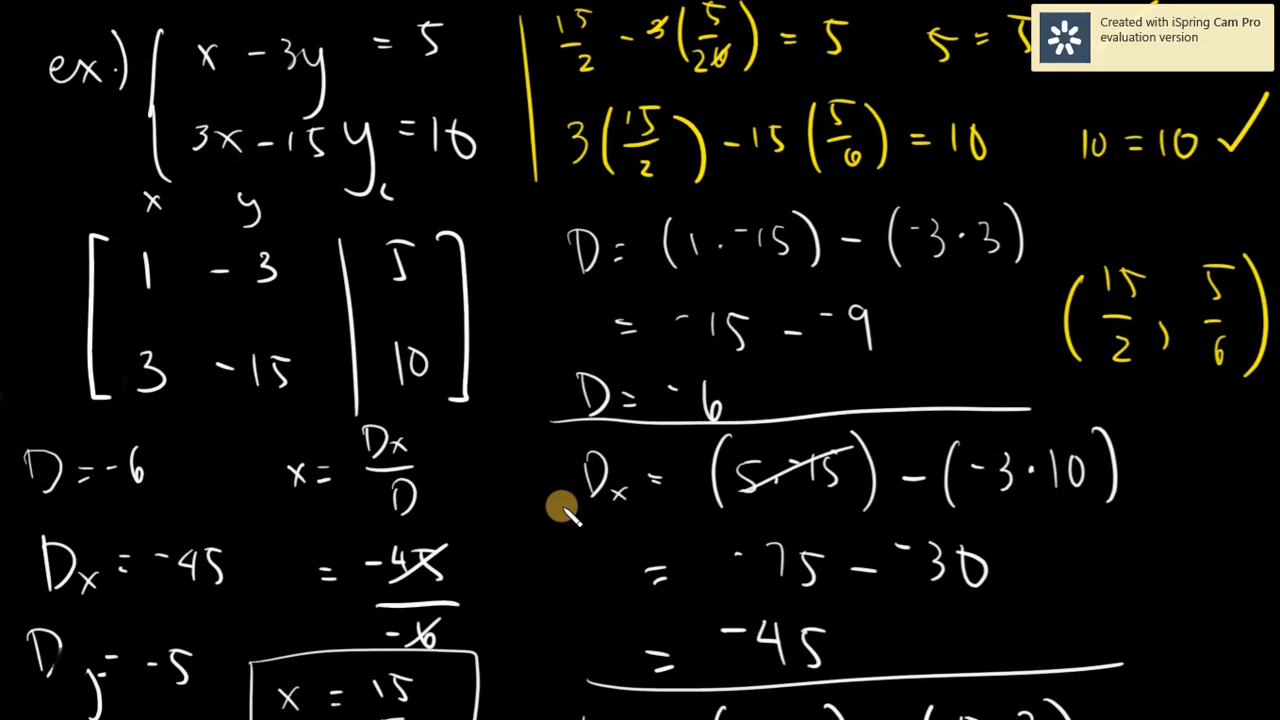 ex.) x - 3y = 5
3x - 15y = 10
x y
1 -3 | 5
3 -15 | 10
D = -6
Dx = -45
Dy = -5
x = Dx/D
= -45/-6
x = 15
15/2 - 3(5/26) = 5 5 = 5
3(15/2) - 15(5/6) = 10 10 = 10 ✓
D = (1 · -15) - (-3 · 3)
= -15 - -9
D = -6
(15/2, 5/6)
Dx = (5 · -15) - (-3 · 10)
= -75 - -30
= -45
Created with iSpring Cam Pro
evaluation version